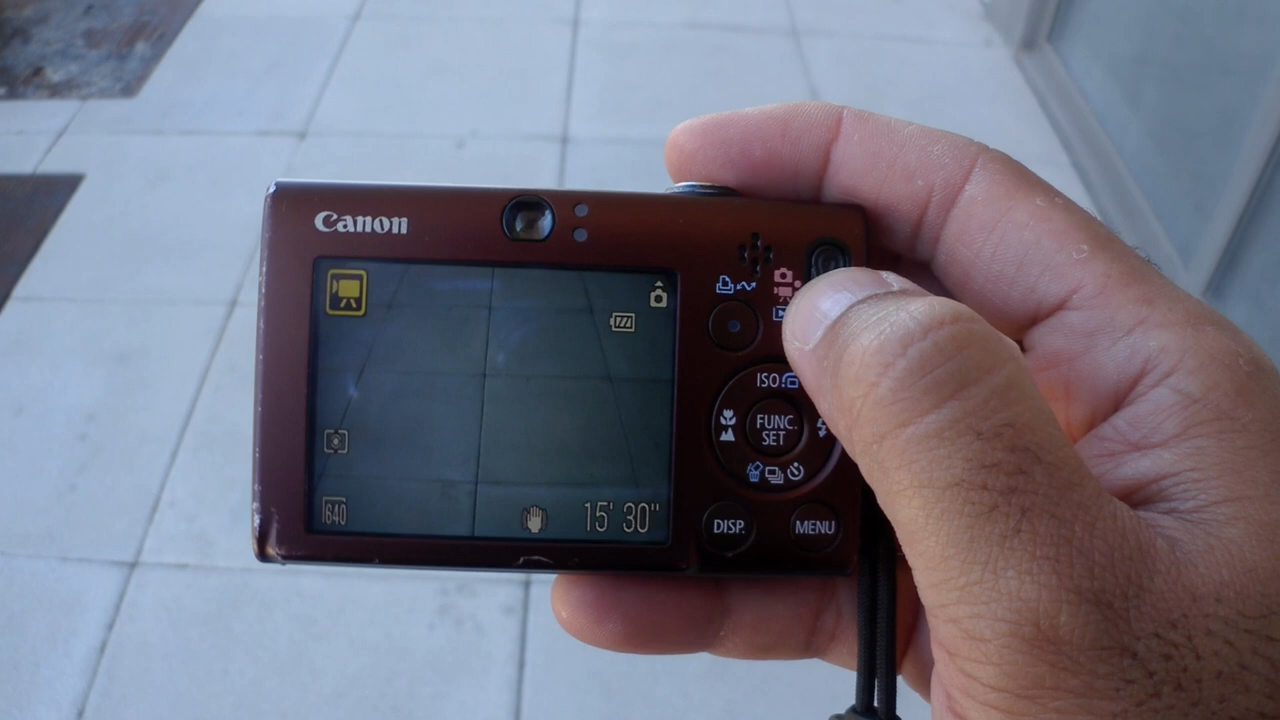 Canon
640
15' 30"
ISO
FUNC.
SET
DISP.
MENU